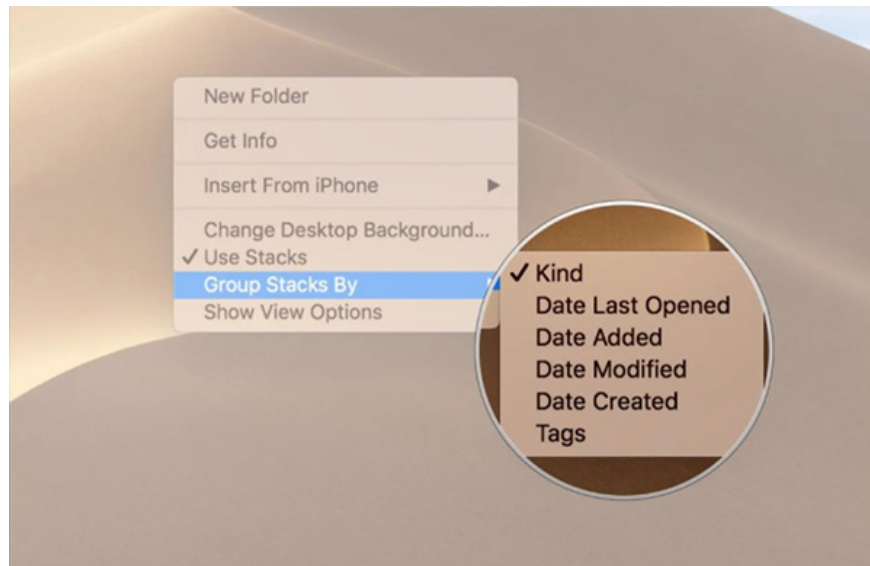 New Folder
Get Info
Insert From iPhone
Change Desktop Background...
✓ Use Stacks
Group Stacks By
Show View Options
✓ Kind
Date Last Opened
Date Added
Date Modified
Date Created
Tags